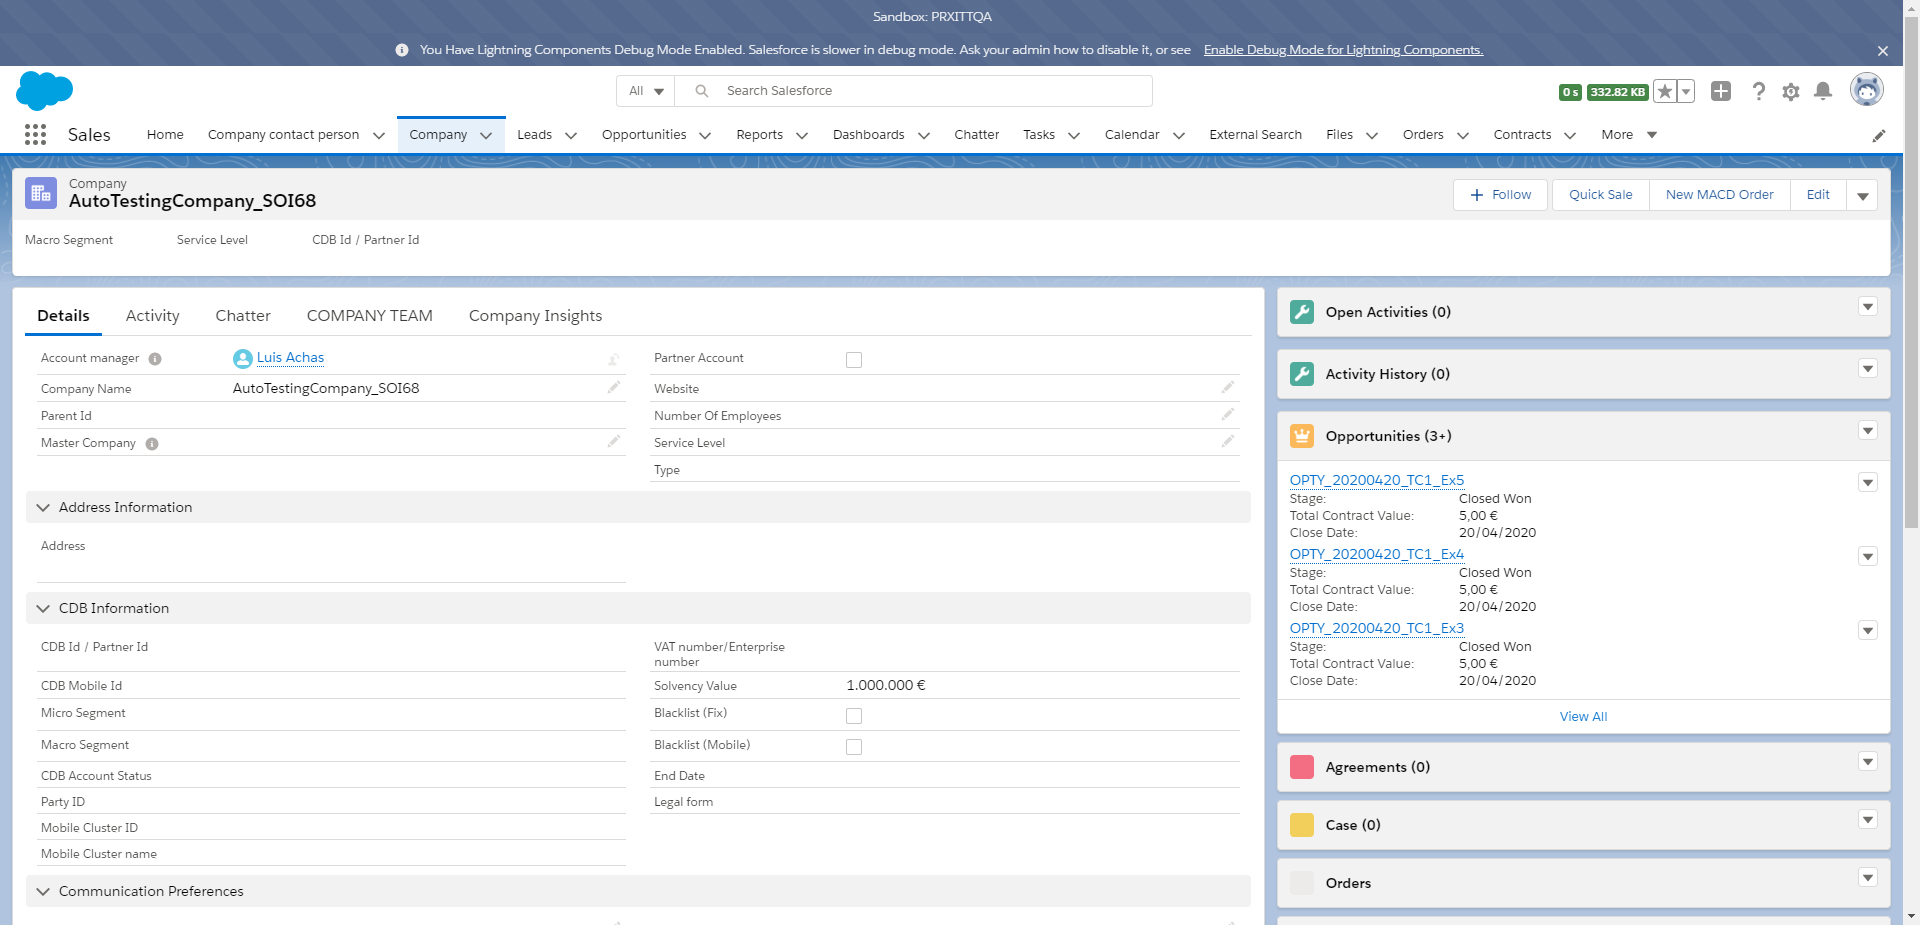 Sandbox: PRXITTQA
You Have Lightning Components Debug Mode Enabled. Salesforce is slower in debug mode. Ask your admin how to disable it, or see Enable Debug Mode for Lightning Components.
All Search Salesforce 0 s 332.82 KB
Sales Home Company contact person Company Leads Opportunities Reports Dashboards Chatter Tasks Calendar External Search Files Orders Contracts More
Company
AutoTestingCompany_SOI68
Follow Quick Sale New MACD Order Edit
Macro Segment Service Level CDB Id / Partner Id
Details Activity Chatter COMPANY TEAM Company Insights
Account manager Luis Achas Partner Account
Company Name AutoTestingCompany_SOI68 Website
Parent Id Number Of Employees
Master Company Service Level
Type
Address Information
Address
CDB Information
CDB Id / Partner Id VAT number/Enterprise
number
CDB Mobile Id Solvency Value 1.000.000 €
Micro Segment Blacklist (Fix)
Macro Segment Blacklist (Mobile)
CDB Account Status End Date
Party ID Legal form
Mobile Cluster ID
Mobile Cluster name
Communication Preferences
Open Activities (0)
Activity History (0)
Opportunities (3+)
OPTY_20200420_TC1_Ex5
Stage: Closed Won
Total Contract Value: 5,00 €
Close Date: 20/04/2020
OPTY_20200420_TC1_Ex4
Stage: Closed Won
Total Contract Value: 5,00 €
Close Date: 20/04/2020
OPTY_20200420_TC1_Ex3
Stage: Closed Won
Total Contract Value: 5,00 €
Close Date: 20/04/2020
View All
Agreements (0)
Case (0)
Orders